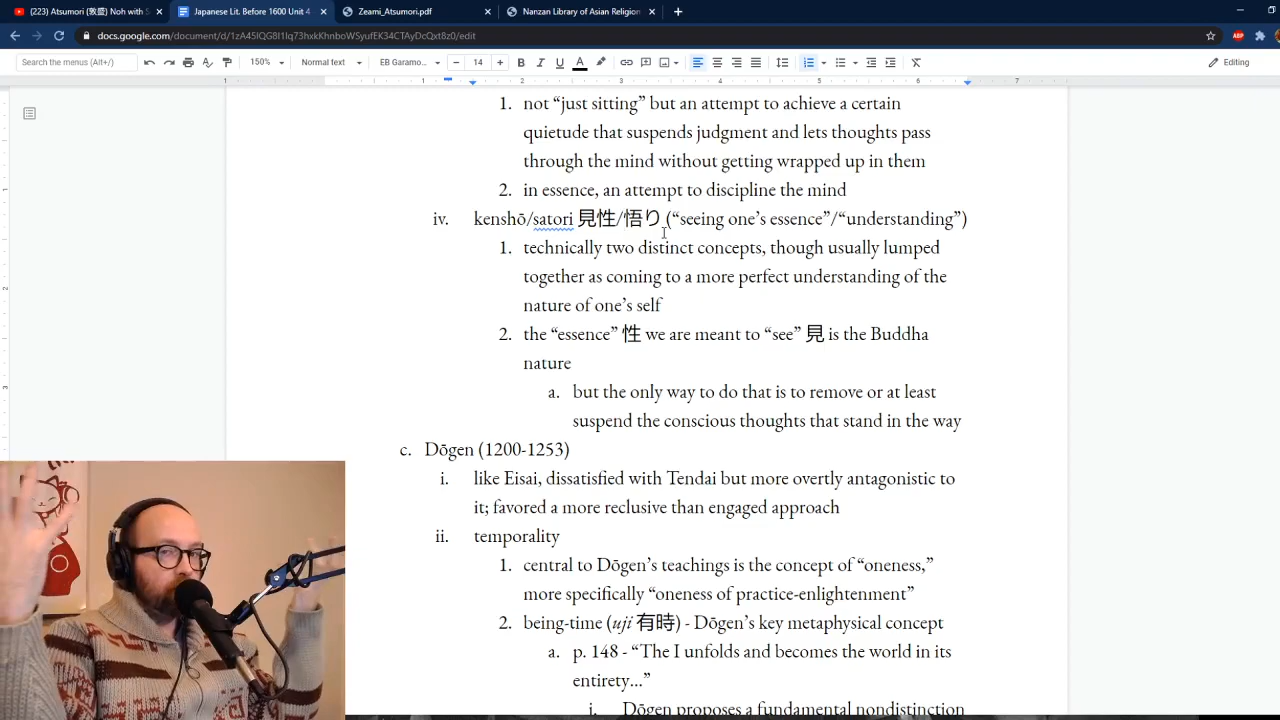 (223) Atsumori (敦盛) Noh with S
Japanese Lit. Before 1600 Unit 4
Zeami_Atsumori.pdf
Nanzan Library of Asian Religion
docs.google.com/document/d/1zA45IQG8I1Iq73hxkKhnboWSyufEK34CTAyDcQxt8z0/edit
Search the menus (Alt+/)
150%
Normal text
EB Garamo...
14
Editing
1. not “just sitting” but an attempt to achieve a certain
quietude that suspends judgment and lets thoughts pass
through the mind without getting wrapped up in them
2. in essence, an attempt to discipline the mind
iv. kenshō/satori 見性/悟り (“seeing one’s essence”/“understanding”)
1. technically two distinct concepts, though usually lumped
together as coming to a more perfect understanding of the
nature of one’s self
2. the “essence” 性 we are meant to “see” 見 is the Buddha
nature
a. but the only way to do that is to remove or at least
suspend the conscious thoughts that stand in the way
c. Dōgen (1200-1253)
i. like Eisai, dissatisfied with Tendai but more overtly antagonistic to
it; favored a more reclusive than engaged approach
ii. temporality
1. central to Dōgen’s teachings is the concept of “oneness,”
more specifically “oneness of practice-enlightenment”
2. being-time (uji 有時) - Dōgen’s key metaphysical concept
a. p. 148 - “The I unfolds and becomes the world in its
entirety...”
i. Dōgen proposes a fundamental nondistinction